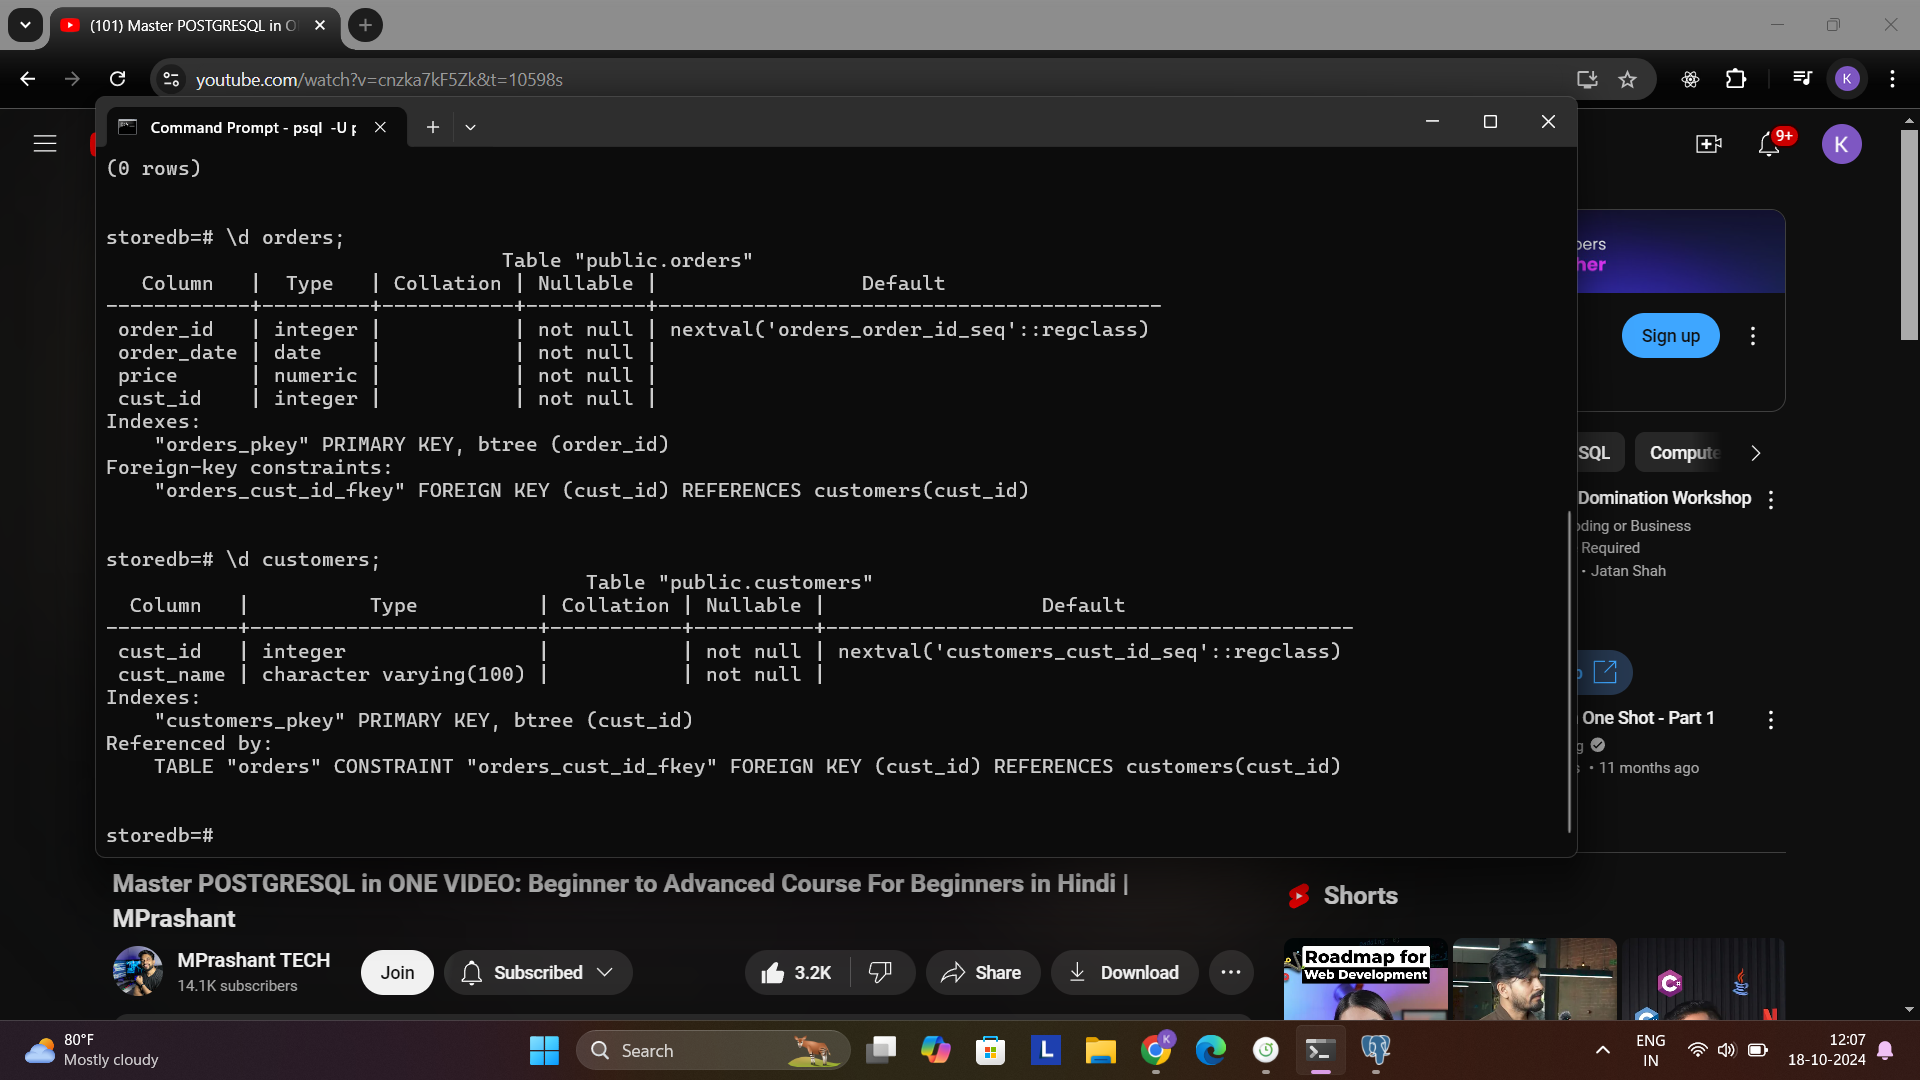 (101) Master POSTGRESQL in O
youtube.com/watch?v=cnzka7kF5Zk&t=10598s
K
Command Prompt - psql  -U p
9+
K
(0 rows)
storedb=# \d orders;
Table "public.orders"
Column | Type | Collation | Nullable | Default
------------+---------+-----------+----------+------------------------------------------
order_id | integer | | not null | nextval('orders_order_id_seq'::regclass)
order_date | date | | not null |
price | numeric | | not null |
cust_id | integer | | not null |
Indexes:
"orders_pkey" PRIMARY KEY, btree (order_id)
Foreign-key constraints:
"orders_cust_id_fkey" FOREIGN KEY (cust_id) REFERENCES customers(cust_id)
storedb=# \d customers;
Table "public.customers"
Column | Type | Collation | Nullable | Default
-----------+------------------------+-----------+----------+--------------------------------------------
cust_id | integer | | not null | nextval('customers_cust_id_seq'::regclass)
cust_name | character varying(100) | | not null |
Indexes:
"customers_pkey" PRIMARY KEY, btree (cust_id)
Referenced by:
TABLE "orders" CONSTRAINT "orders_cust_id_fkey" FOREIGN KEY (cust_id) REFERENCES customers(cust_id)
storedb=#
Sign up
SQL
Compute
Domination Workshop
oding or Business
Required
• Jatan Shah
One Shot - Part 1
• 11 months ago
Master POSTGRESQL in ONE VIDEO: Beginner to Advanced Course For Beginners in Hindi |
MPrashant
MPrashant TECH
14.1K subscribers
Join
Subscribed
3.2K
Share
Download
Shorts
Roadmap for
Web Development
80°F
Mostly cloudy
Search
L
K
ENG
IN
12:07
18-10-2024